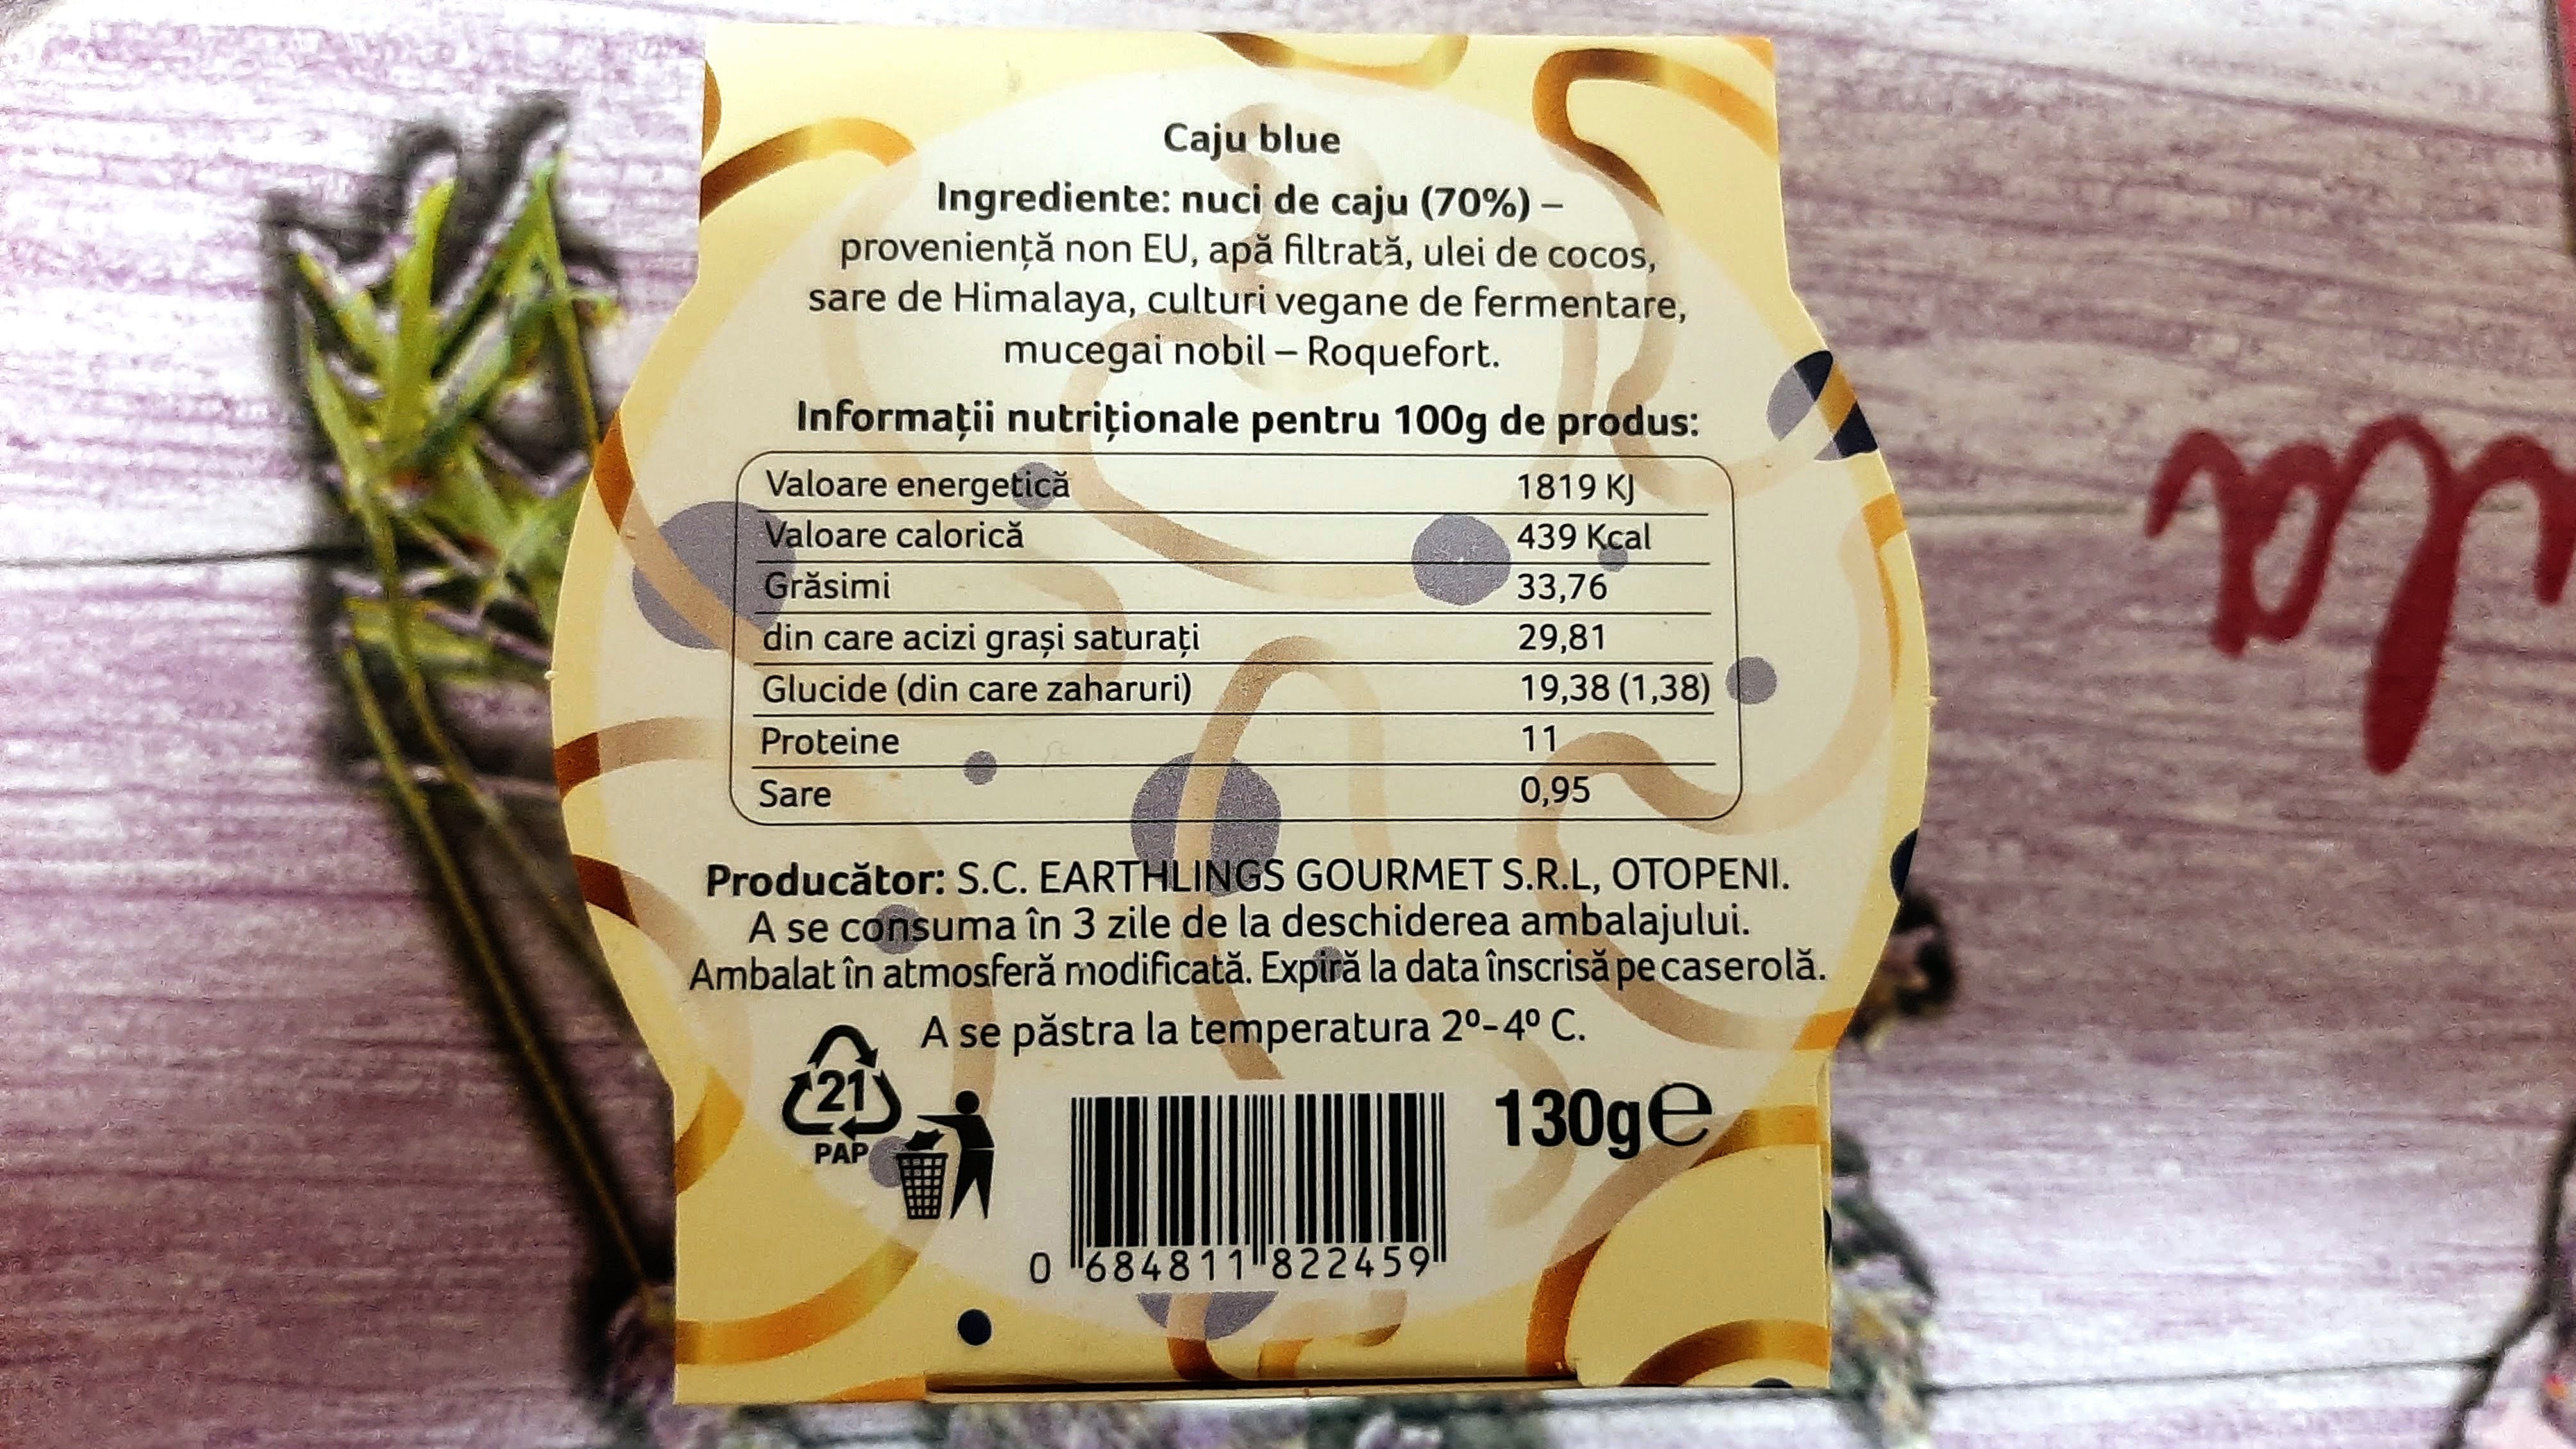 Caju blue
Ingrediente: nuci de caju (70%) –
proveniență non EU, apă filtrată, ulei de cocos,
sare de Himalaya, culturi vegane de fermentare,
mucegai nobil – Roquefort.
Informații nutriționale pentru 100g de produs:
Valoare energetică 1819 KJ
Valoare calorică 439 Kcal
Grăsimi 33,76
din care acizi grași saturați 29,81
Glucide (din care zaharuri) 19,38 (1,38)
Proteine 11
Sare 0,95
Producător: S.C. EARTHLINGS GOURMET S.R.L, OTOPENI.
A se consuma în 3 zile de la deschiderea ambalajului.
Ambalat în atmosferă modificată. Expiră la data înscrisă pe caserolă.
A se păstra la temperatura 2º-4º C.
21
PAP
130g℮
0 684811 822459